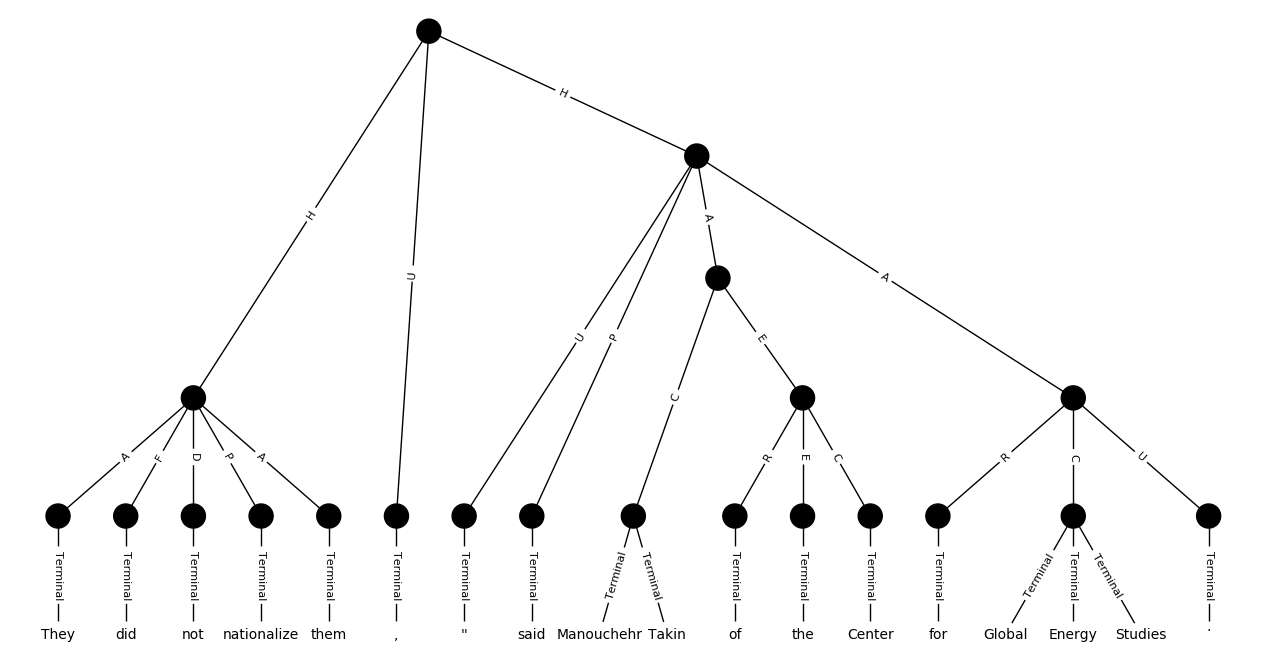 H
H
A
H
U
A
U
P
E
C
A
F
D
P
A
R
E
C
R
C
U
Terminal Terminal Terminal Terminal Terminal Terminal Terminal Terminal Terminal Terminal Terminal Terminal Terminal Terminal Terminal Terminal Terminal Terminal
They did not nationalize them , " said Manouchehr Takin of the Center for Global Energy Studies .